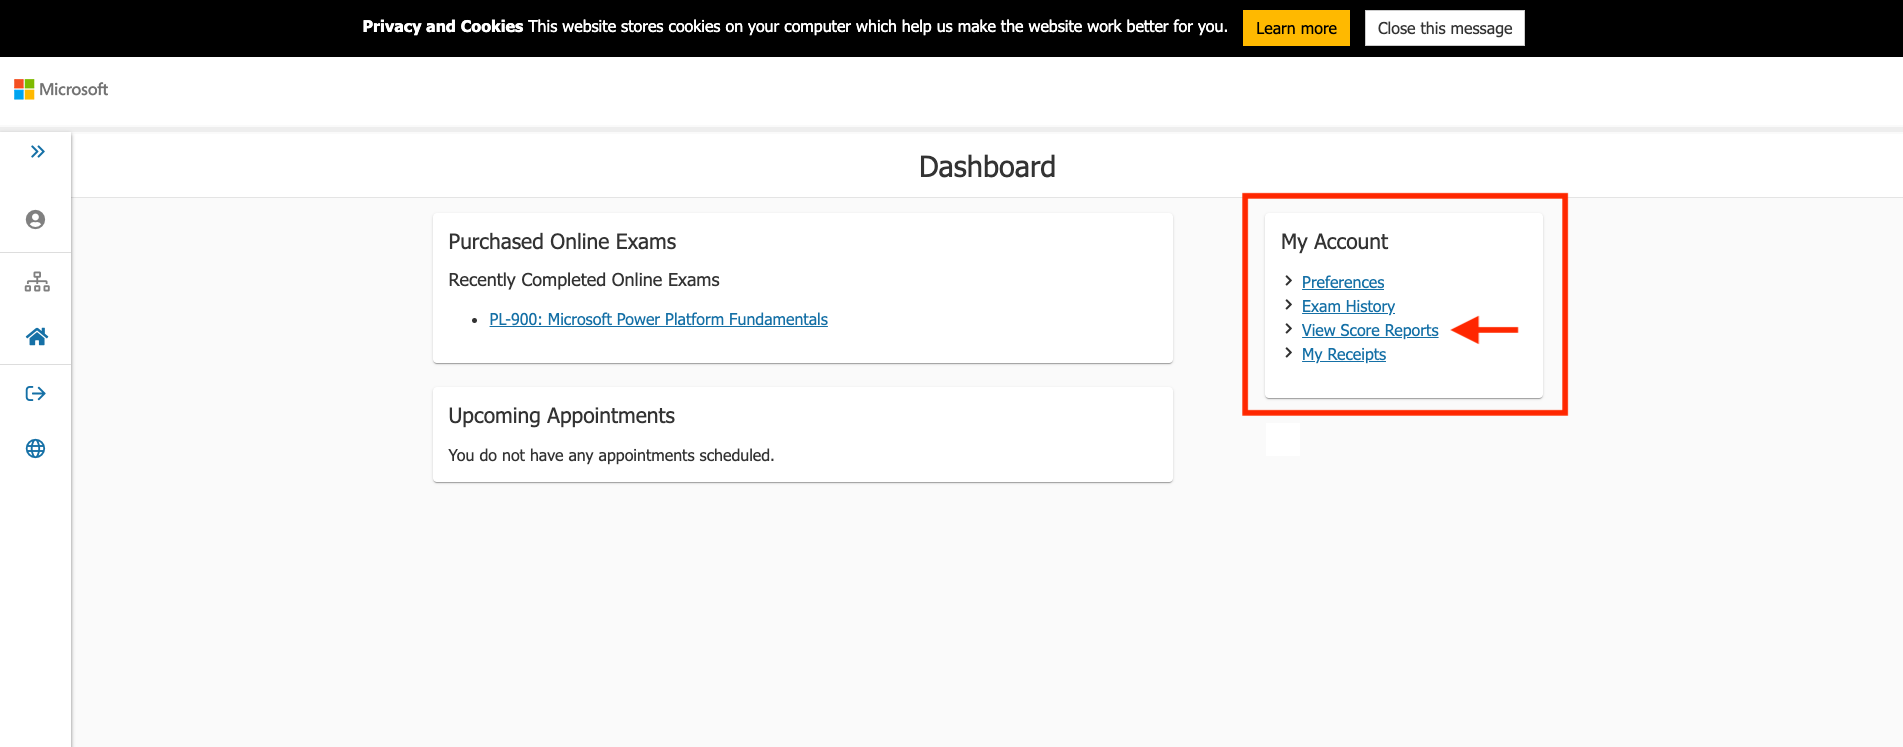 Privacy and Cookies This website stores cookies on your computer which help us make the website work better for you. Learn more Close this message
Microsoft
Dashboard
Purchased Online Exams
Recently Completed Online Exams
• PL-900: Microsoft Power Platform Fundamentals
Upcoming Appointments
You do not have any appointments scheduled.
My Account
Preferences
Exam History
View Score Reports
My Receipts